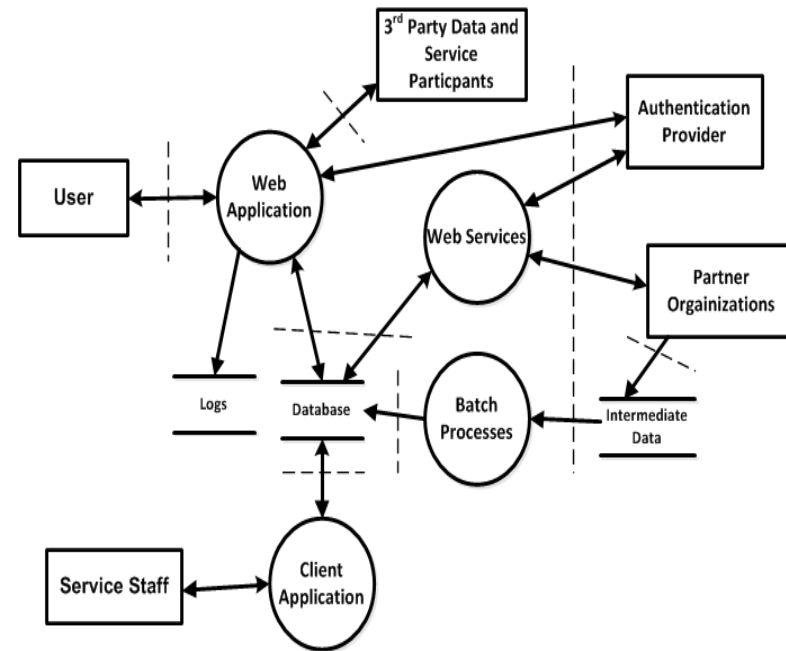 3rd Party Data and
Service
Particpants
Authentication
Provider
User
Web
Application
Web Services
Partner
Orgainizations
Logs
Database
Batch
Processes
Intermediate
Data
Service Staff
Client
Application